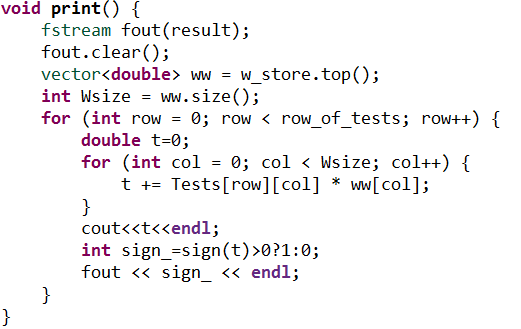 void print() {
    fstream fout(result);
    fout.clear();
    vector<double> ww = w_store.top();
    int Wsize = ww.size();
    for (int row = 0; row < row_of_tests; row++) {
        double t=0;
        for (int col = 0; col < Wsize; col++) {
            t += Tests[row][col] * ww[col];
        }
        cout<<t<<endl;
        int sign_=sign(t)>0?1:0;
        fout << sign_ << endl;
    }
}